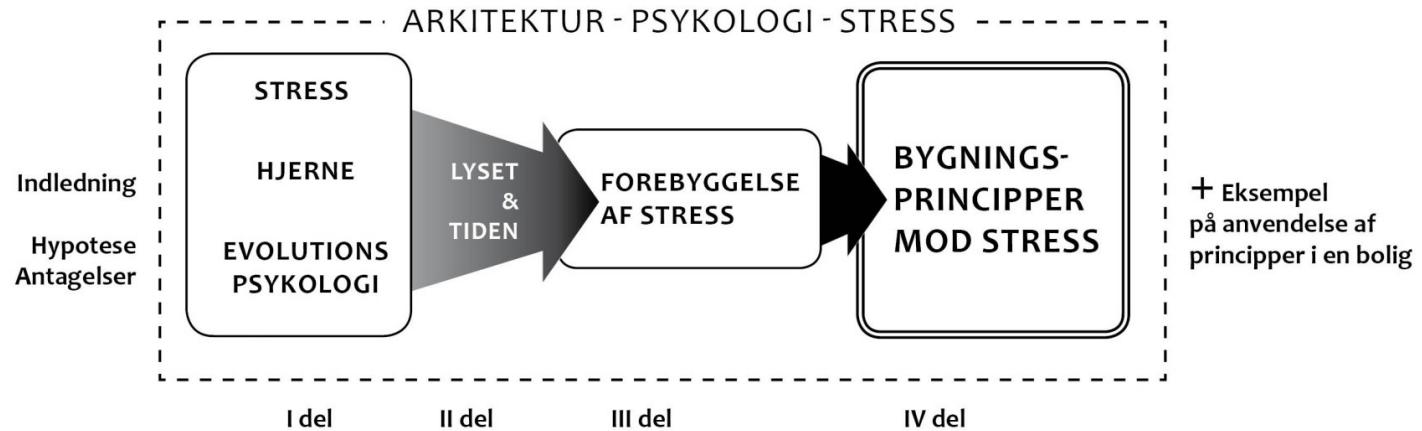 ARKITEKTUR - PSYKOLOGI - STRESS
Indledning
Hypotese
Antagelser
STRESS
HJERNE
EVOLUTIONS
PSYKOLOGI
LYSET
&
TIDEN
FOREBYGGELSE
AF STRESS
BYGNINGS-
PRINCIPPER
MOD STRESS
+ Eksempel
på anvendelse af
principper i en bolig
I del
II del
III del
IV del